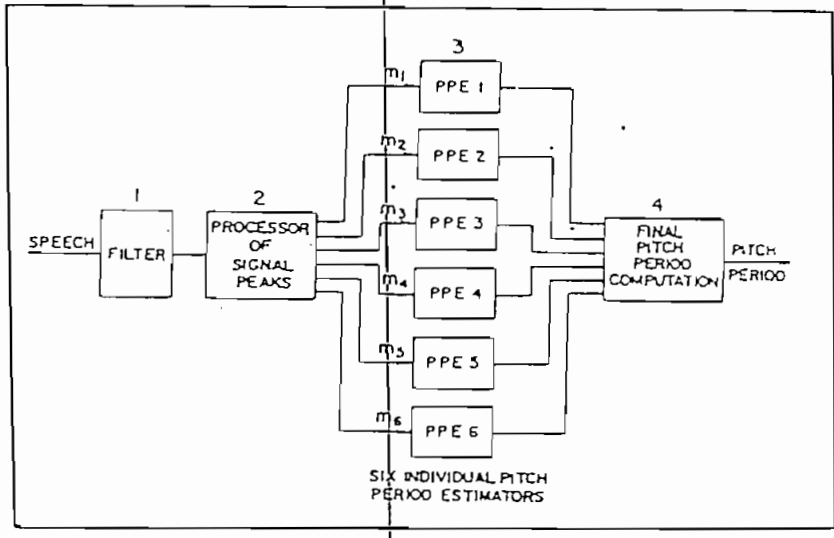 3
m1
PPE 1
m2
PPE 2
1
2
m3
PPE 3
4
SPEECH
FILTER
PROCESSOR
OF
SIGNAL
PEAKS
m4
PPE 4
FINAL
PITCH
PERIOD
COMPUTATION
PITCH
PERIOD
m5
PPE 5
m6
PPE 6
SIX INDIVIDUAL PITCH
PERIOD ESTIMATORS